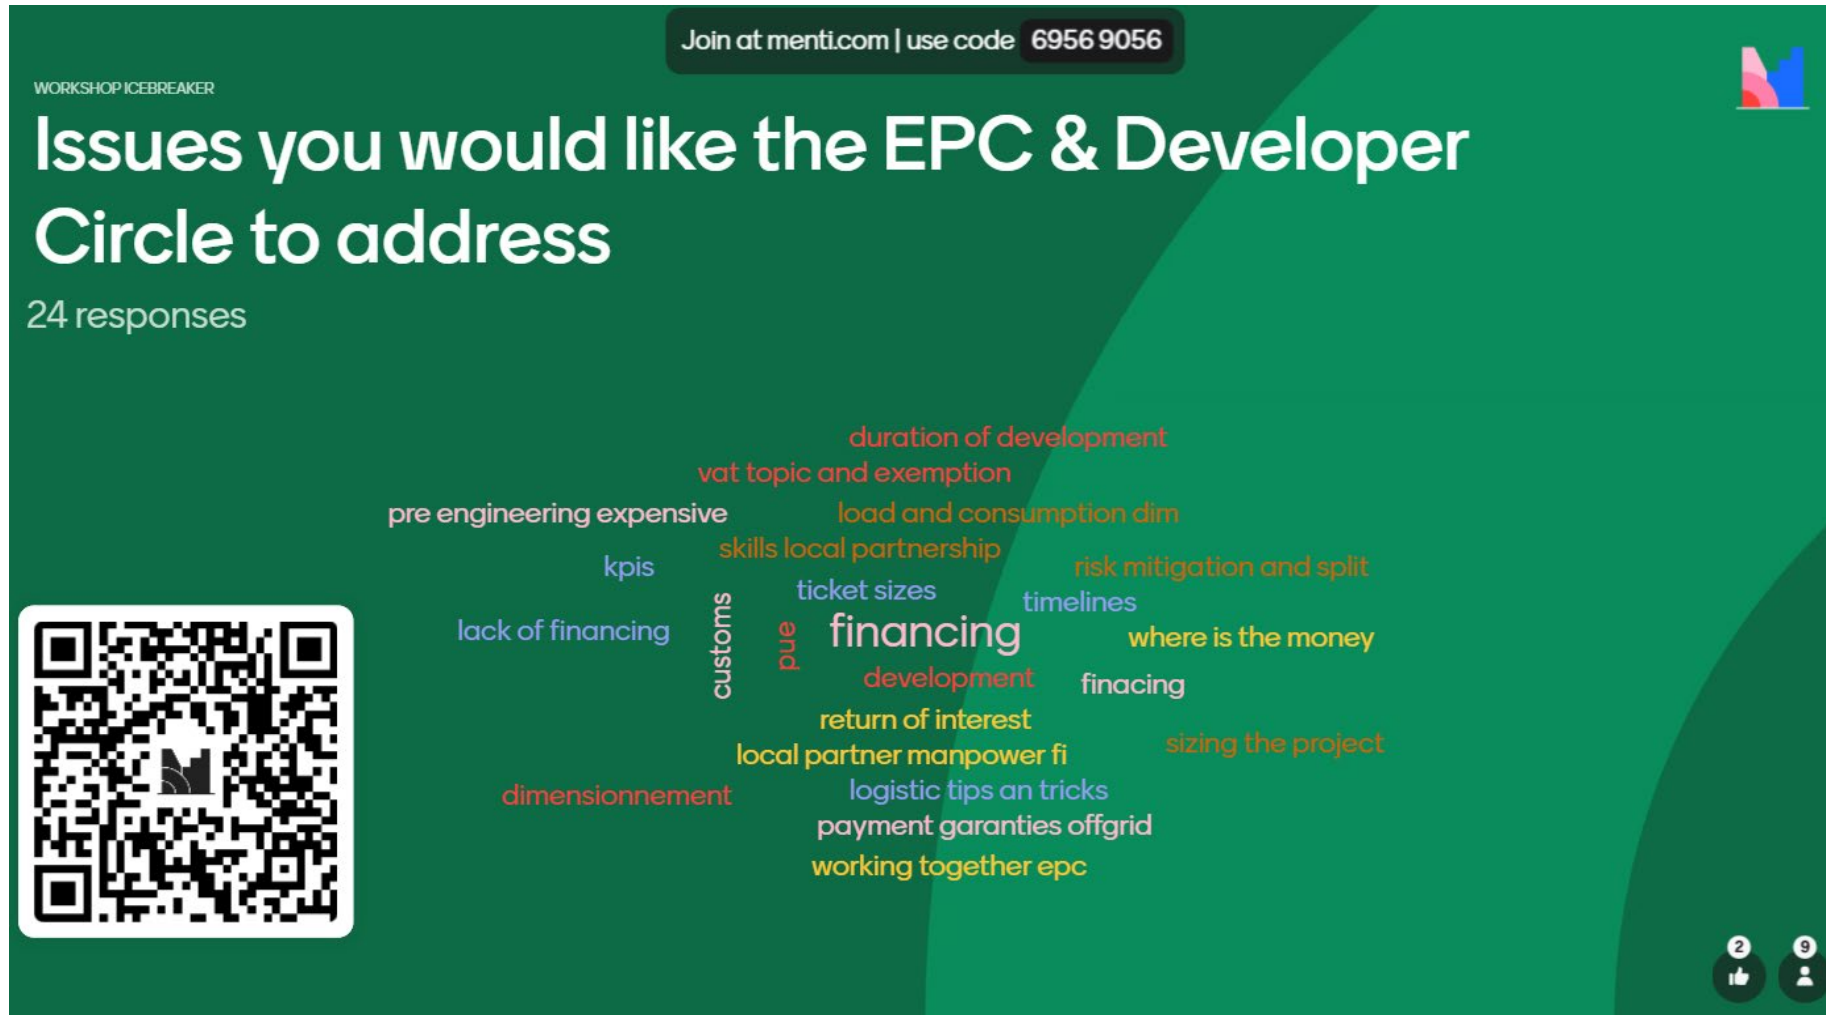 Join at menti.com | use code 6956 9056
WORKSHOP ICEBREAKER
Issues you would like the EPC & Developer
Circle to address
24 responses
duration of development
vat topic and exemption
pre engineering expensive
load and consumption dim
skills local partnership
kpis
risk mitigation and split
ticket sizes
timelines
lack of financing
customs
pue
financing
where is the money
development
finacing
return of interest
sizing the project
local partner manpower fi
dimensionnement
logistic tips an tricks
payment garanties offgrid
working together epc
2
9